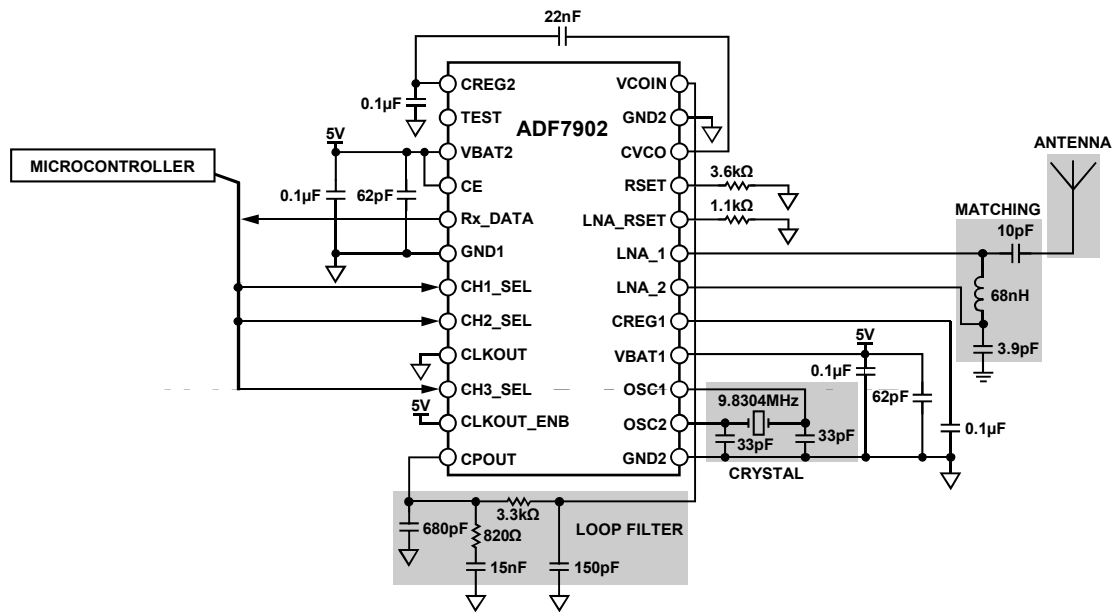 22nF
CREG2
VCOIN
0.1µF
TEST
ADF7902
GND2
5V
VBAT2
CVCO
ANTENNA
MICROCONTROLLER
3.6kΩ
CE
RSET
0.1µF
62pF
1.1kΩ
Rx_DATA
LNA_RSET
MATCHING
10pF
GND1
LNA_1
CH1_SEL
LNA_2
68nH
CH2_SEL
CREG1
5V
3.9pF
CLKOUT
VBAT1
0.1µF
CH3_SEL
OSC1
62pF
9.8304MHz
5V
CLKOUT_ENB
OSC2
33pF
33pF
0.1µF
CPOUT
GND2
CRYSTAL
3.3kΩ
680pF
820Ω
LOOP FILTER
15nF
150pF